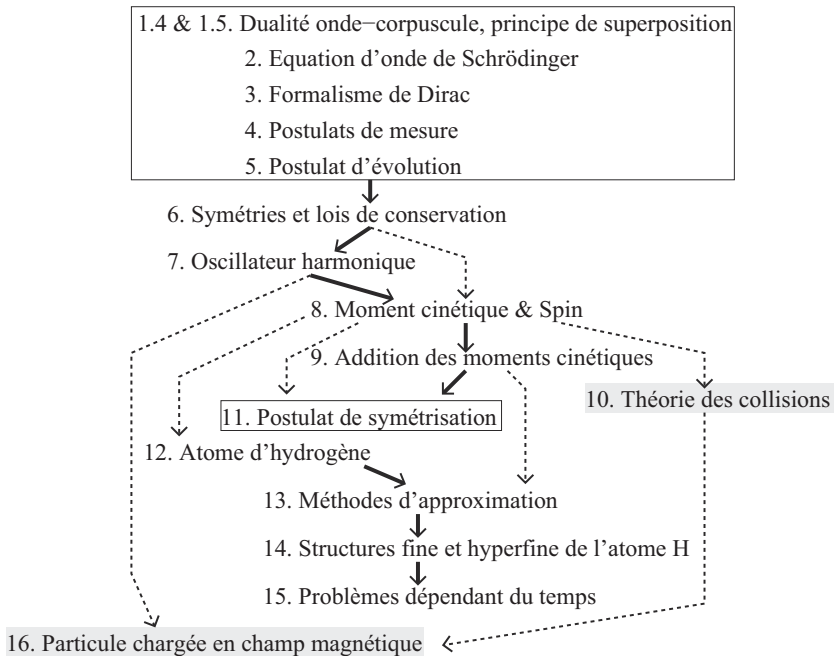 1.4 & 1.5. Dualité onde−corpuscule, principe de superposition
2. Equation d’onde de Schrödinger
3. Formalisme de Dirac
4. Postulats de mesure
5. Postulat d’évolution
6. Symétries et lois de conservation
7. Oscillateur harmonique
8. Moment cinétique & Spin
9. Addition des moments cinétiques
10. Théorie des collisions
11. Postulat de symétrisation
12. Atome d’hydrogène
13. Méthodes d’approximation
14. Structures fine et hyperfine de l’atome H
15. Problèmes dépendant du temps
16. Particule chargée en champ magnétique